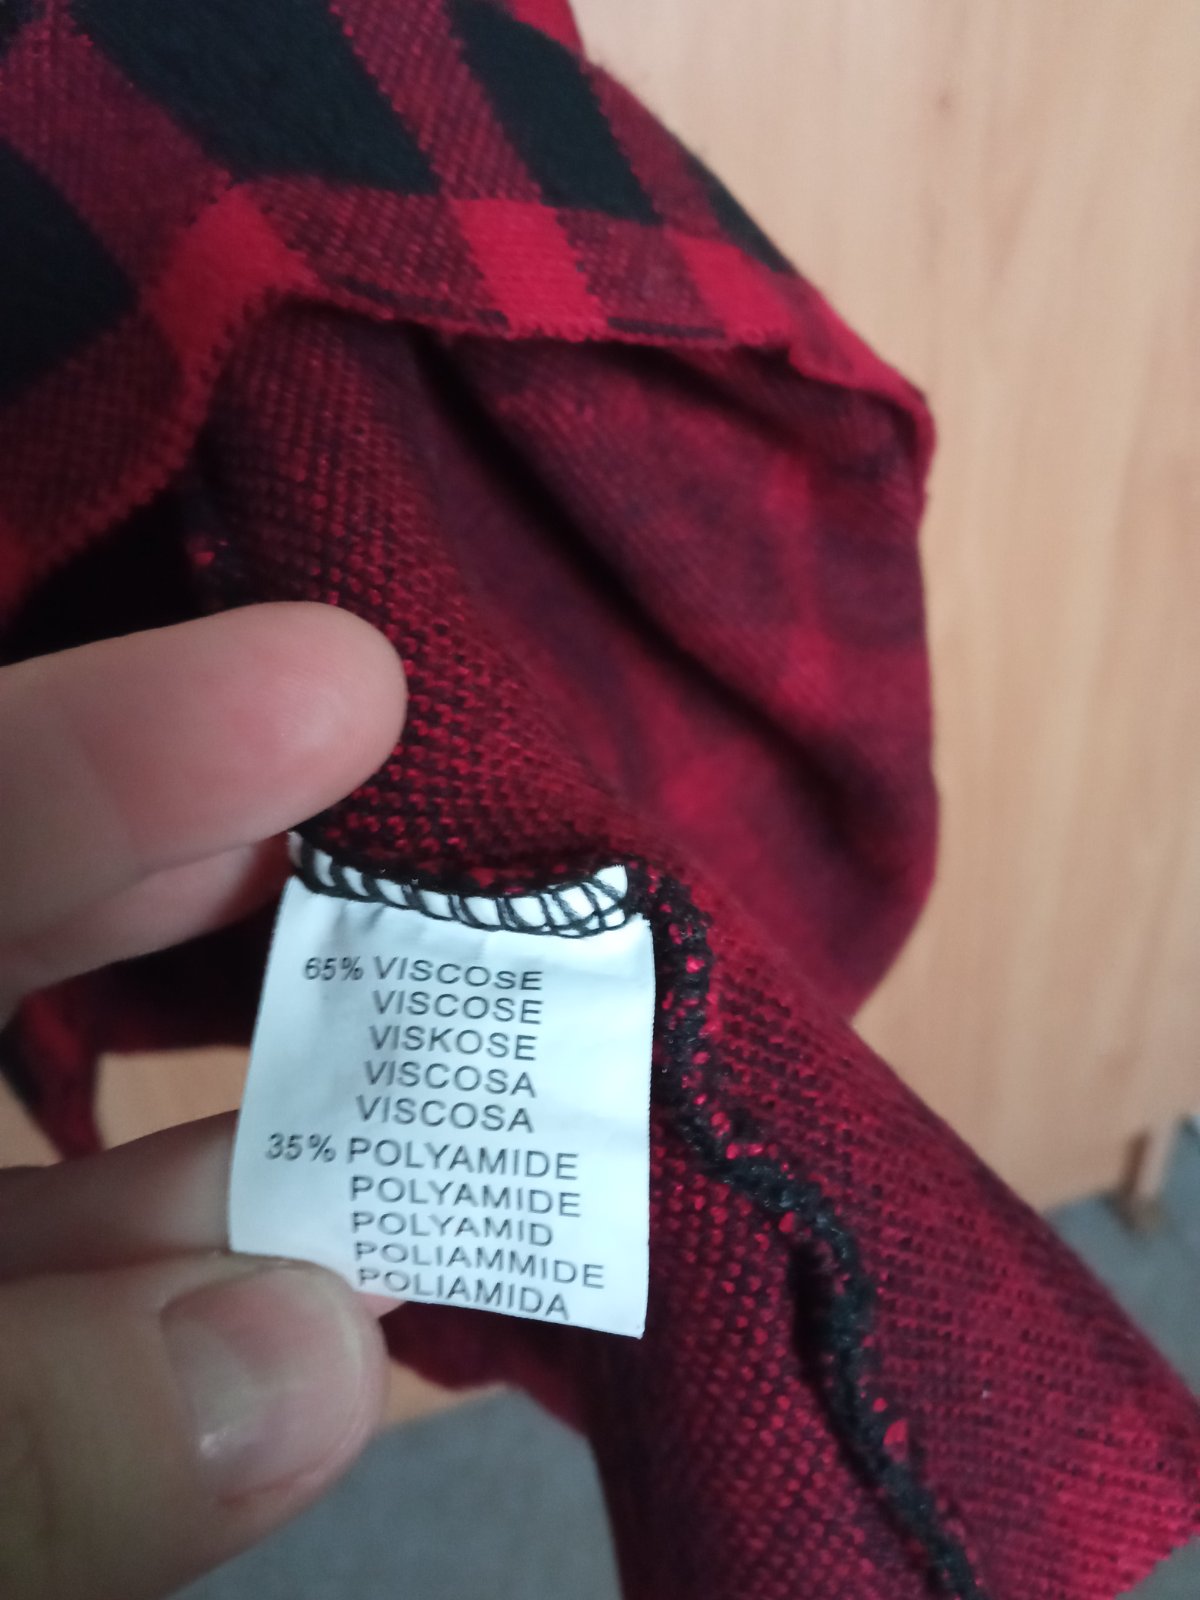 65% VISCOSE
VISCOSE
VISKOSE
VISCOSA
VISCOSA
35% POLYAMIDE
POLYAMIDE
POLYAMID
POLIAMMIDE
POLIAMIDA